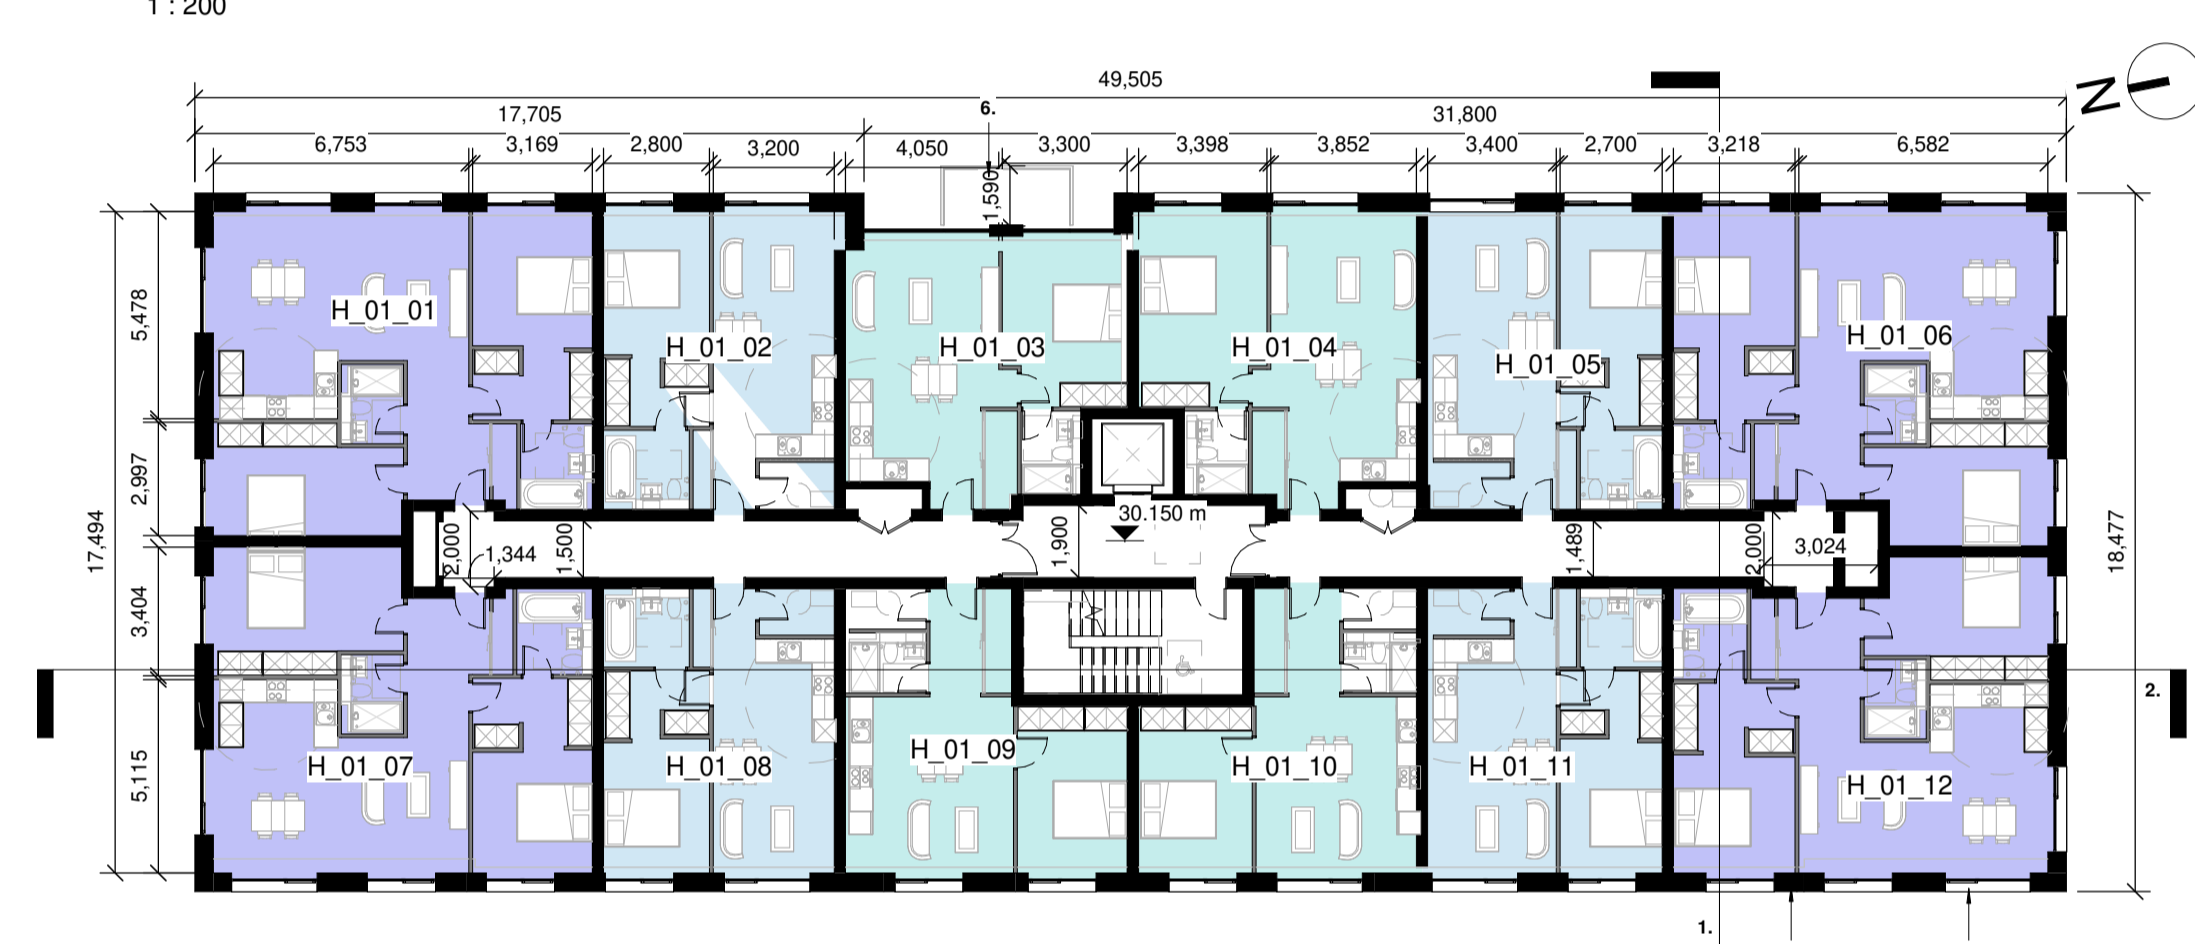 1 : 200
49,505
17,705
6.
31,800
6,753
3,169
2,800
3,200
4,050
3,300
3,398
3,852
3,400
2,700
3,218
6,582
N
1,590
H_01_01
H_01_02
H_01_03
H_01_04
H_01_05
H_01_06
5,478
2,997
17,494
3,404
5,115
2,000
1,344
1,500
1,900
30.150 m
1,489
2,000
3,024
18,477
2.
H_01_07
H_01_08
H_01_09
H_01_10
H_01_11
H_01_12
1.